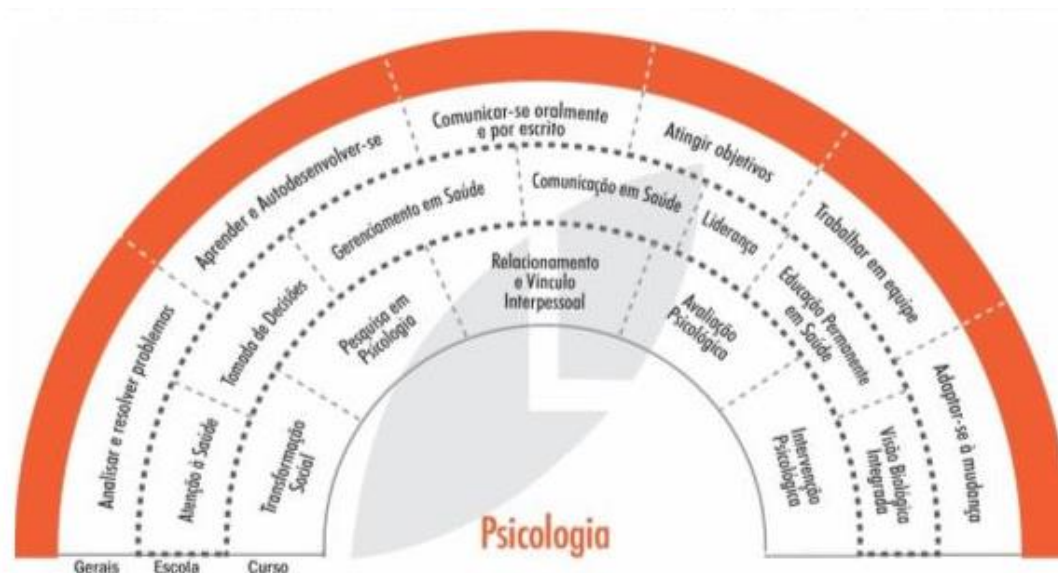 Analisar e resolver problemas
Aprender e Autodesenvolver-se
Comunicar-se oralmente
e por escrito
Atingir objetivos
Trabalhar em equipe
Adaptar-se à mudança
Atenção à Saúde
Tomada de Decisões
Gerenciamento em Saúde
Comunicação em Saúde
Liderança
Educação Permanente
em Saúde
Visão Biológica
Integrada
Transformação
Social
Pesquisa em
Psicologia
Relacionamento
e Vínculo
Interpessoal
Avaliação
Psicológica
Intervenção
Psicológica
Psicologia
Gerais Escola Curso